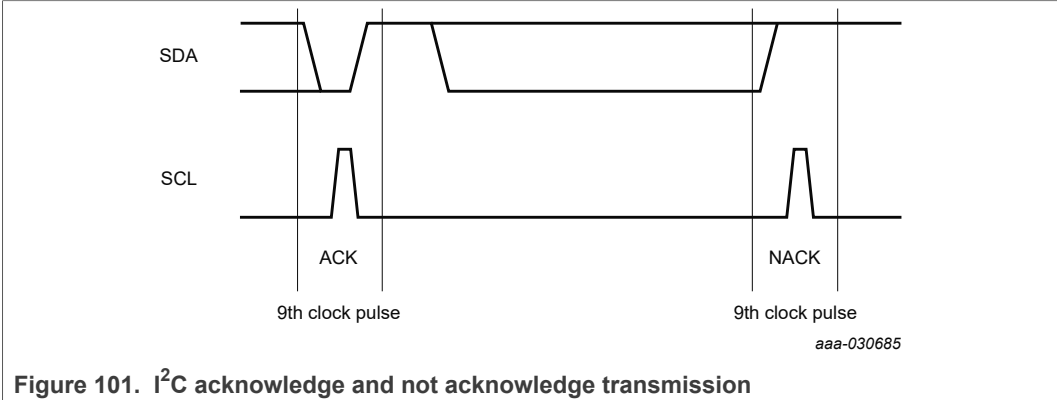 SDA
SCL
ACK
NACK
9th clock pulse
9th clock pulse
aaa-030685
Figure 101. I²C acknowledge and not acknowledge transmission